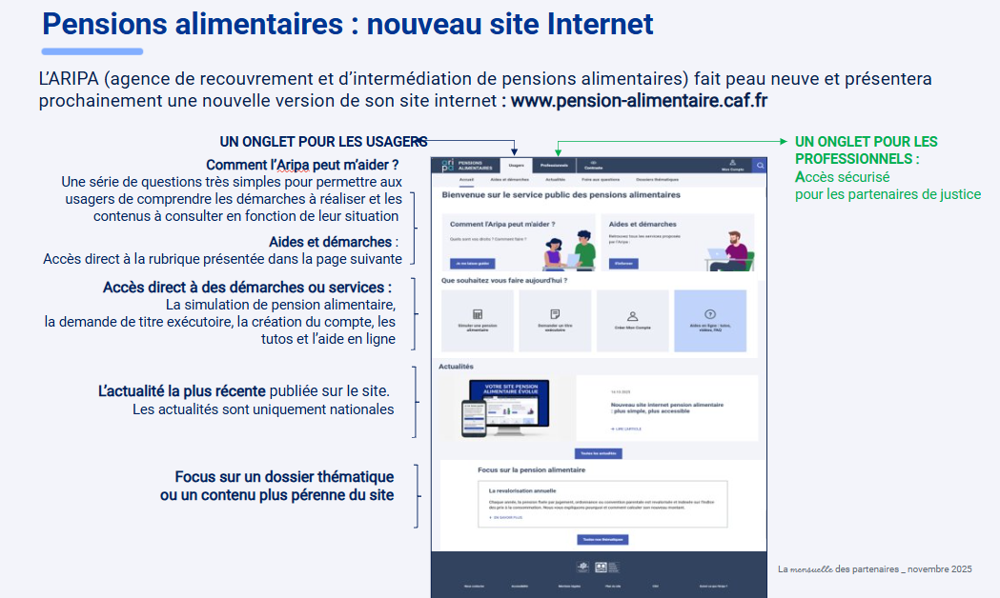 Pensions alimentaires : nouveau site Internet
L'ARIPA (agence de recouvrement et d'intermédiation de pensions alimentaires) fait peau neuve et présentera
prochainement une nouvelle version de son site internet : www.pension-alimentaire.caf.fr
UN ONGLET POUR LES USAGERS
Comment l'Aripa peut m'aider ?
Une série de questions très simples pour permettre aux
usagers de comprendre les démarches à réaliser et les
contenus à consulter en fonction de leur situation
Aides et démarches :
Accès direct à la rubrique présentée dans la page suivante
Accès direct à des démarches ou services :
La simulation de pension alimentaire,
la demande de titre exécutoire, la création du compte, les
tutos et l'aide en ligne
L'actualité la plus récente publiée sur le site.
Les actualités sont uniquement nationales
Focus sur un dossier thématique
ou un contenu plus pérenne du site
UN ONGLET POUR LES
PROFESSIONNELS :
Accès sécurisé
pour les partenaires de justice
aripa PENSIONS ALIMENTAIRES
Usagers Professionnels Contraste Mon Compte
Accueil Aides et démarches Actualités Foire aux questions Dossiers thématiques
Bienvenue sur le service public des pensions alimentaires
Comment l'Aripa peut m'aider ?
Quels sont vos droits ? Comment faire ?
Je me laisse guider
Aides et démarches
Retrouvez tous les services proposés
par l'Aripa
Que souhaitez vous faire aujourd'hui ?
Simuler une pension
alimentaire
Demander un titre
exécutoire
Créer Mon Compte
Aides en ligne : tutos,
vidéos, FAQ
Actualités
VOTRE SITE PENSION
ALIMENTAIRE ÉVOLUE
Nouveau site internet pension alimentaire
: plus simple, plus accessible
LIRE L'ARTICLE
Toutes les actualités
Focus sur la pension alimentaire
La revalorisation annuelle
Chaque année, la pension fixée par jugement, ordonnance ou convention parentale est revalorisée et indexée sur l'indice
des prix à la consommation. Nous vous expliquons pourquoi et comment calculer son nouveau montant.
EN SAVOIR PLUS
Toutes nos thématiques
Nous contacter Accessibilité Mentions légales Plan du site
La mensuelle des partenaires _ novembre 2025